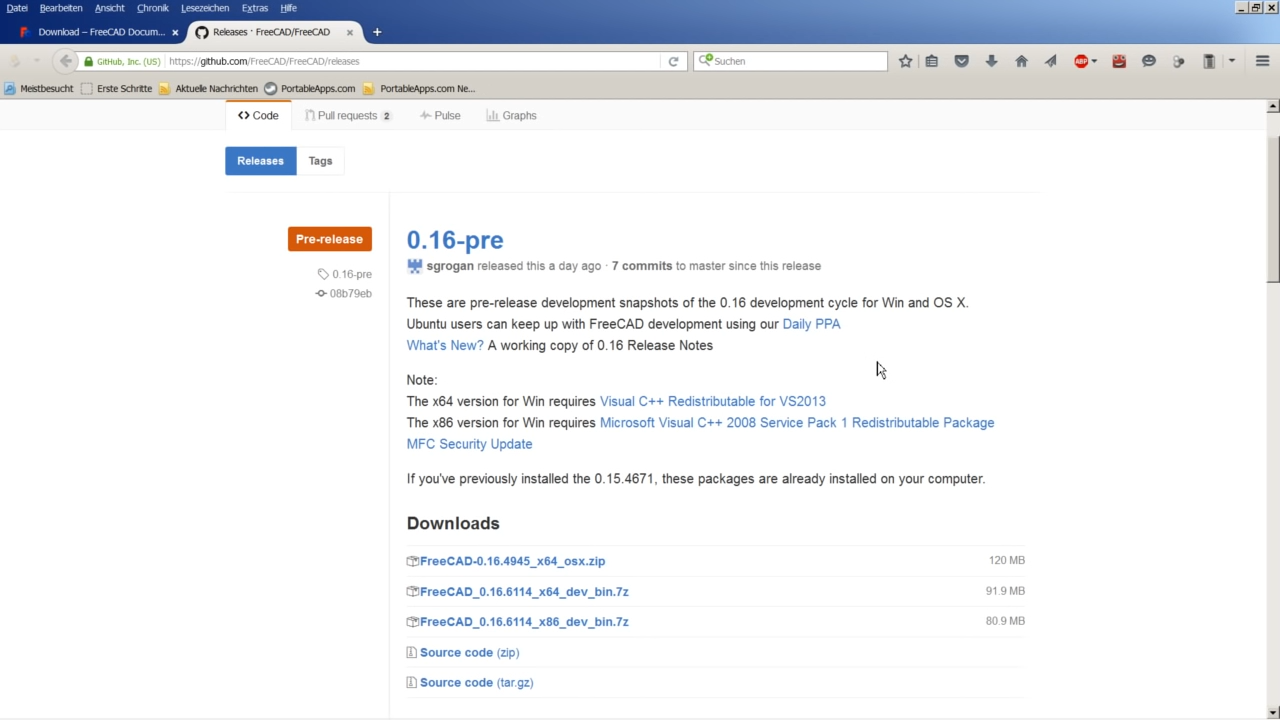 Datei Bearbeiten Ansicht Chronik Lesezeichen Extras Hilfe
Download – FreeCAD Docum... × Releases · FreeCAD/FreeCAD × +
GitHub, Inc. (US) https://github.com/FreeCAD/FreeCAD/releases Suchen ABP
Meistbesucht Erste Schritte Aktuelle Nachrichten PortableApps.com PortableApps.com Ne...
<> Code Pull requests 2 Pulse Graphs
Releases Tags
Pre-release
0.16-pre
0.16-pre
08b79eb
sgrogan released this a day ago · 7 commits to master since this release
These are pre-release development snapshots of the 0.16 development cycle for Win and OS X.
Ubuntu users can keep up with FreeCAD development using our Daily PPA
What's New? A working copy of 0.16 Release Notes
Note:
The x64 version for Win requires Visual C++ Redistributable for VS2013
The x86 version for Win requires Microsoft Visual C++ 2008 Service Pack 1 Redistributable Package
MFC Security Update
If you've previously installed the 0.15.4671, these packages are already installed on your computer.
Downloads
FreeCAD-0.16.4945_x64_osx.zip 120 MB
FreeCAD_0.16.6114_x64_dev_bin.7z 91.9 MB
FreeCAD_0.16.6114_x86_dev_bin.7z 80.9 MB
Source code (zip)
Source code (tar.gz)